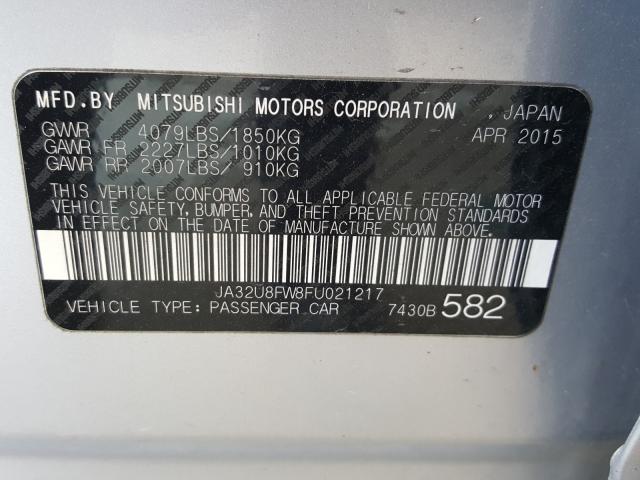 MFD.BY MITSUBISHI MOTORS CORPORATION , JAPAN
GVWR 4079LBS/1850KG APR 2015
GAWR FR 2227LBS/1010KG
GAWR RR 2007LBS/ 910KG
THIS VEHICLE CONFORMS TO ALL APPLICABLE FEDERAL MOTOR
VEHICLE SAFETY, BUMPER, AND THEFT PREVENTION STANDARDS
IN EFFECT ON THE DATE OF MANUFACTURE SHOWN ABOVE.
JA32U8FW8FU021217
VEHICLE TYPE: PASSENGER CAR 7430B 582